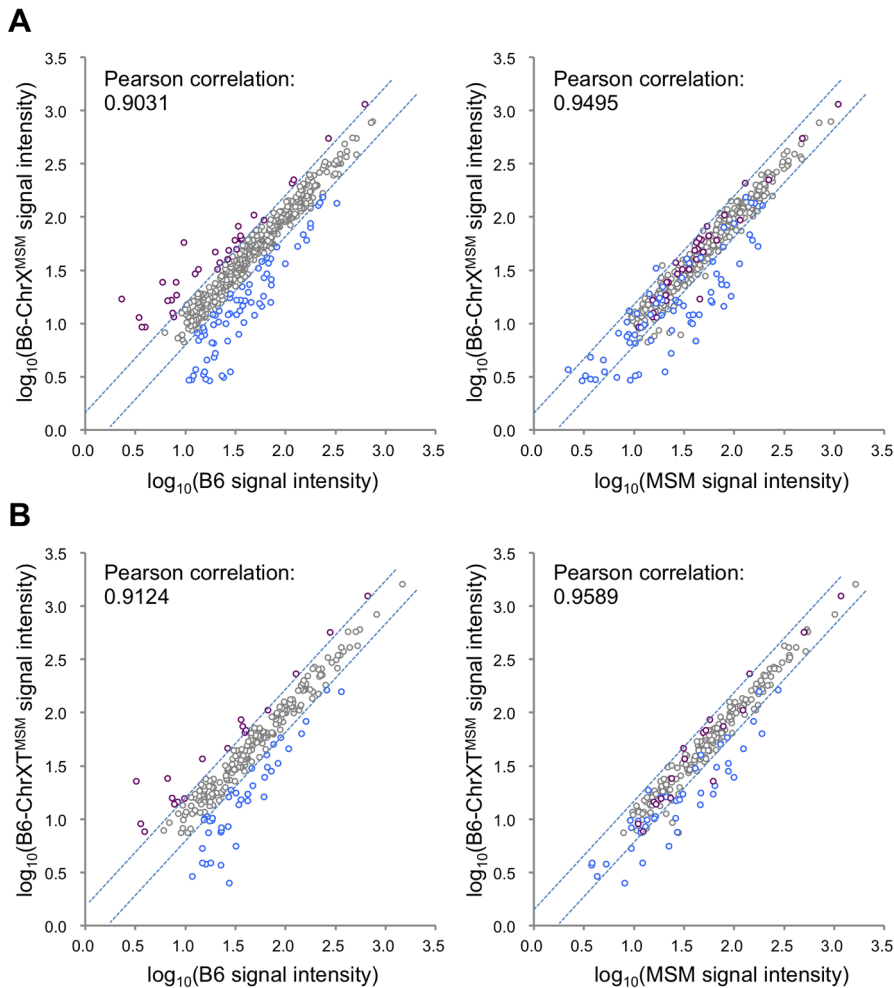 A
Pearson correlation:
0.9031
log10(B6-ChrX^MSM signal intensity)
3.5
3.0
2.5
2.0
1.5
1.0
0.5
0.0
0.0 0.5 1.0 1.5 2.0 2.5 3.0 3.5
log10(B6 signal intensity)
Pearson correlation:
0.9495
log10(B6-ChrX^MSM signal intensity)
3.5
3.0
2.5
2.0
1.5
1.0
0.5
0.0
0.0 0.5 1.0 1.5 2.0 2.5 3.0 3.5
log10(MSM signal intensity)
B
Pearson correlation:
0.9124
log10(B6-ChrXT^MSM signal intensity)
3.5
3.0
2.5
2.0
1.5
1.0
0.5
0.0
0.0 0.5 1.0 1.5 2.0 2.5 3.0 3.5
log10(B6 signal intensity)
Pearson correlation:
0.9589
log10(B6-ChrXT^MSM signal intensity)
3.5
3.0
2.5
2.0
1.5
1.0
0.5
0.0
0.0 0.5 1.0 1.5 2.0 2.5 3.0 3.5
log10(MSM signal intensity)